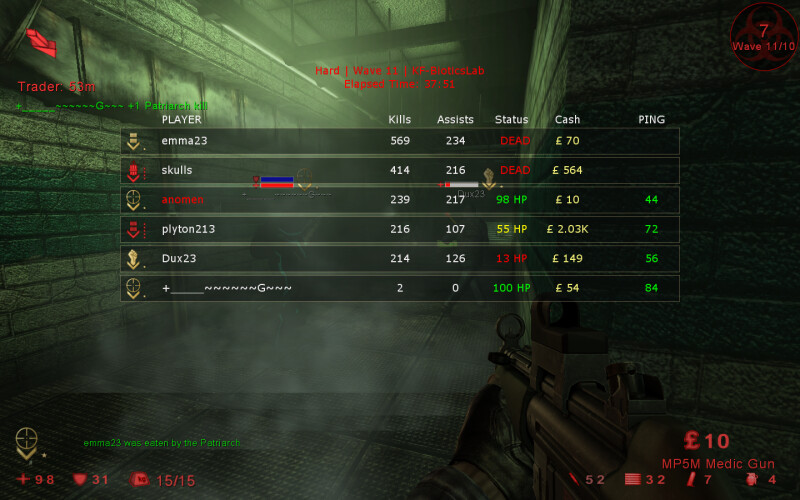 7
Wave 11/10
Hard | Wave 11 | KF-BioticsLab
Elapsed Time: 27:51
Trader: 53m
+_____~~~~~~G~~~ +1 Patriarch kill
PLAYER Kills Assists Status Cash PING
emma23 569 234 DEAD £ 70
skulls 414 216 DEAD £ 564
anomen 239 217 98 HP £ 10 44
plyton213 216 107 55 HP £ 2.03K 72
Dux23 214 126 13 HP £ 149 56
+_____~~~~~~G~~~ 2 0 100 HP £ 54 84
Dux23
emma23 was eaten by the Patriarch.
£10
MP5M Medic Gun
98 31 15/15 52 32 7 4